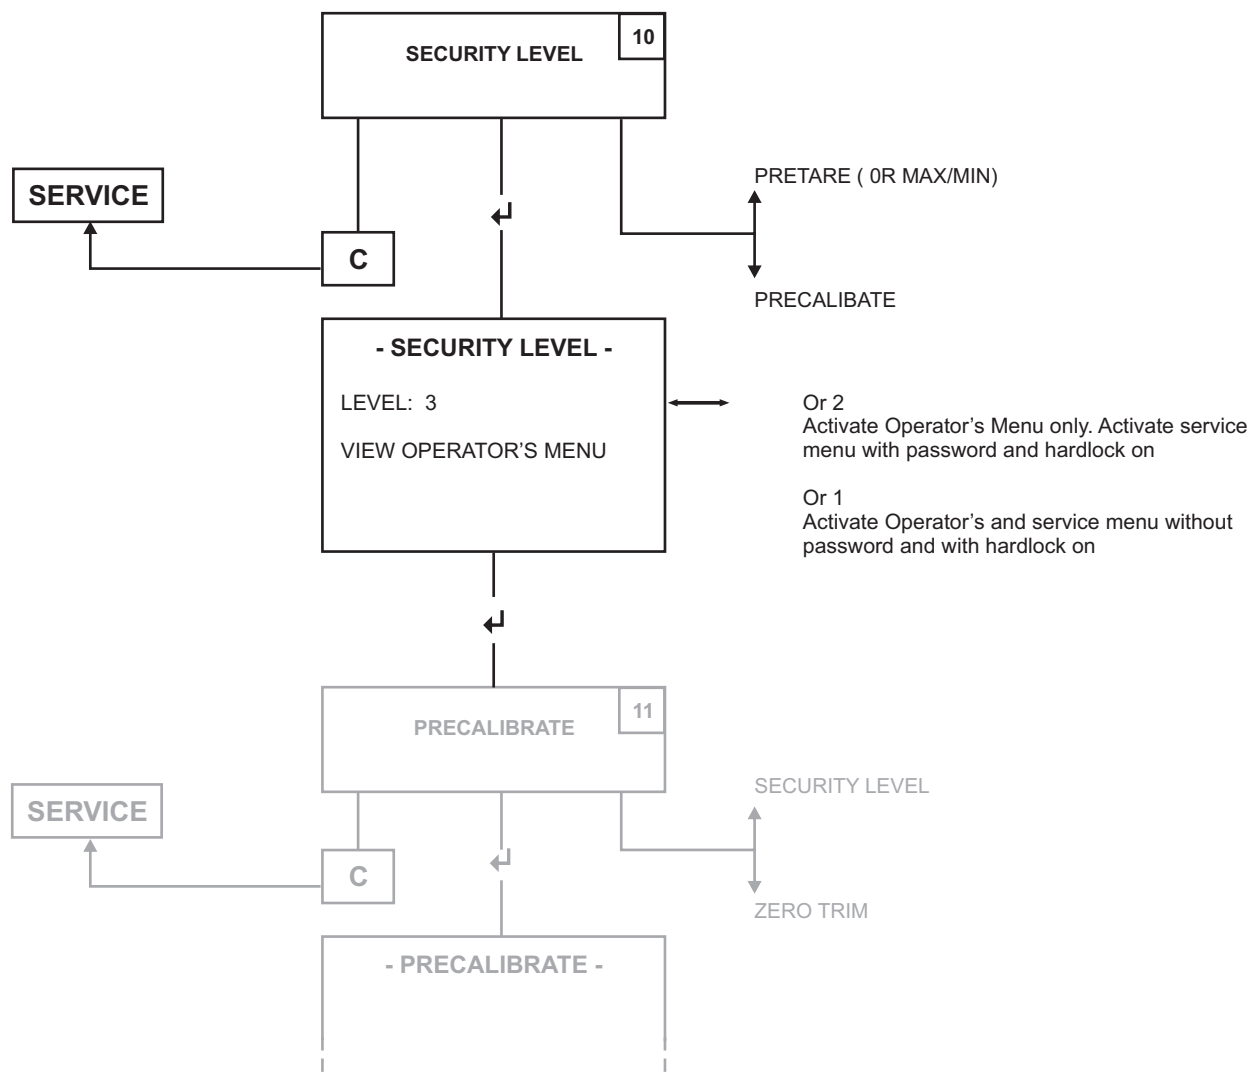 SECURITY LEVEL
10
SERVICE
PRETARE ( 0R MAX/MIN)
C
PRECALIBATE
- SECURITY LEVEL -
LEVEL:  3
VIEW OPERATOR'S MENU
Or 2
Activate Operator's Menu only. Activate service
menu with password and hardlock on
Or 1
Activate Operator's and service menu without
password and with hardlock on
PRECALIBRATE
11
SERVICE
SECURITY LEVEL
C
ZERO TRIM
- PRECALIBRATE -